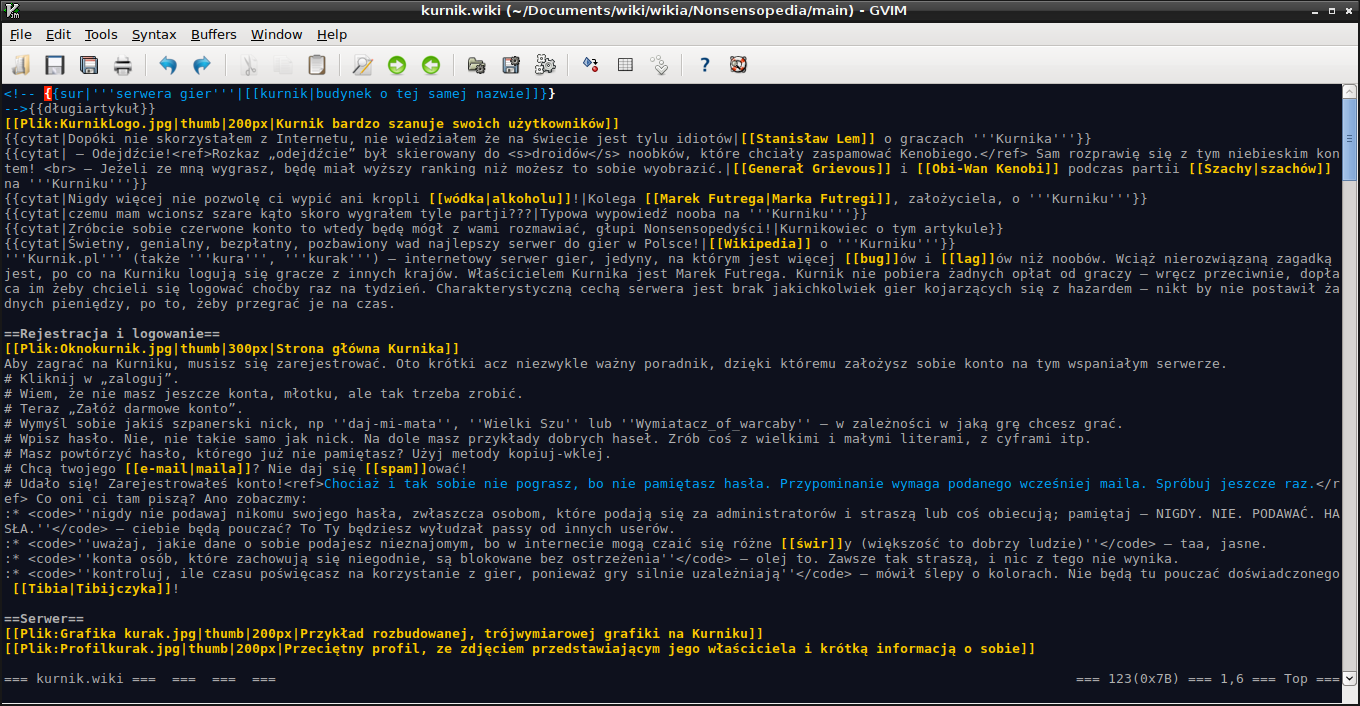 kurnik.wiki (~/Documents/wiki/wikia/Nonsensopedia/main) - GVIM
File Edit Tools Syntax Buffers Window Help
<!-- {{sur|'''serwera gier'''|[[kurnik|budynek o tej samej nazwie]]}}
-->{{długiartykuł}}
[[Plik:KurnikLogo.jpg|thumb|200px|Kurnik bardzo szanuje swoich użytkowników]]
{{cytat|Dopóki nie skorzystałem z Internetu, nie wiedziałem że na świecie jest tylu idiotów|[[Stanisław Lem]] o graczach '''Kurnika'''}}
{{cytat| – Odejdźcie!<ref>Rozkaz „odejdźcie” był skierowany do <s>droidów</s> noobków, które chciały zaspamować Kenobiego.</ref> Sam rozprawię się z tym niebieskim kon
tem! <br> – Jeżeli ze mną wygrasz, będę miał wyższy ranking niż możesz to sobie wyobrazić.|[[Generał Grievous]] i [[Obi-Wan Kenobi]] podczas partii [[Szachy|szachów]]
na '''Kurniku'''}}
{{cytat|Nigdy więcej nie pozwolę ci wypić ani kropli [[wódka|alkoholu]]!|Kolega [[Marek Futrega|Marka Futregi]], założyciela, o '''Kurniku'''}}
{{cytat|czemu mam wcionsz szare kąto skoro wygrałem tyle partji???|Typowa wypowiedź nooba na '''Kurniku'''}}
{{cytat|Zróbcie sobie czerwone konto to wtedy będę mógł z wami rozmawiać, głupi Nonsensopedyści!|Kurnikowiec o tym artykule}}
{{cytat|Świetny, genialny, bezpłatny, pozbawiony wad najlepszy serwer do gier w Polsce!|[[Wikipedia]] o '''Kurniku'''}}
'''Kurnik.pl''' (także '''kura''', '''kurak''') – internetowy serwer gier, jedyny, na którym jest więcej [[bug]]ów i [[lag]]ów niż noobów. Wciąż nierozwiązaną zagadką
jest, po co na Kurniku logują się gracze z innych krajów. Właścicielem Kurnika jest Marek Futrega. Kurnik nie pobiera żadnych opłat od graczy – wręcz przeciwnie, dopła
ca im żeby chcieli się logować choćby raz na tydzień. Charakterystyczną cechą serwera jest brak jakichkolwiek gier kojarzących się z hazardem – nikt by nie postawił ża
dnych pieniędzy, po to, żeby przegrać je na czas.
==Rejestracja i logowanie==
[[Plik:Oknokurnik.jpg|thumb|300px|Strona główna Kurnika]]
Aby zagrać na Kurniku, musisz się zarejestrować. Oto krótki acz niezwykle ważny poradnik, dzięki któremu założysz sobie konto na tym wspaniałym serwerze.
# Kliknij w „zaloguj”.
# Wiem, że nie masz jeszcze konta, młotku, ale tak trzeba zrobić.
# Teraz „Załóż darmowe konto”.
# Wymyśl sobie jakiś szpanerski nick, np ''daj-mi-mata'', ''Wielki Szu'' lub ''Wymiatacz_of_warcaby'' – w zależności w jaką grę chcesz grać.
# Wpisz hasło. Nie, nie takie samo jak nick. Na dole masz przykłady dobrych haseł. Zrób coś z wielkimi i małymi literami, z cyframi itp.
# Masz powtórzyć hasło, którego już nie pamiętasz? Użyj metody kopiuj-wklej.
# Chcą twojego [[e-mail|maila]]? Nie daj się [[spam]]ować!
# Udało się! Zarejestrowałeś konto!<ref>Chociaż i tak sobie nie pograsz, bo nie pamiętasz hasła. Przypominanie wymaga podanego wcześniej maila. Spróbuj jeszcze raz.</r
ef> Co oni ci tam piszą? Ano zobaczmy:
:* <code>''nigdy nie podawaj nikomu swojego hasła, zwłaszcza osobom, które podają się za administratorów i straszą lub coś obiecują; pamiętaj – NIGDY. NIE. PODAWAĆ. HA
SŁA.''</code> – ciebie będą pouczać? To Ty będziesz wyłudzał passy od innych userów.
:* <code>''uważaj, jakie dane o sobie podajesz nieznajomym, bo w internecie mogą czaić się różne [[świr]]y (większość to dobrzy ludzie)''</code> – taa, jasne.
:* <code>''konta osób, które zachowują się niegodnie, są blokowane bez ostrzeżenia''</code> – olej to. Zawsze tak straszą, i nic z tego nie wynika.
:* <code>''kontroluj, ile czasu poświęcasz na korzystanie z gier, ponieważ gry silnie uzależniają''</code> – mówił ślepy o kolorach. Nie będą tu pouczać doświadczonego
[[Tibia|Tibijczyka]]!
==Serwer==
[[Plik:Grafika kurak.jpg|thumb|200px|Przykład rozbudowanej, trójwymiarowej grafiki na Kurniku]]
[[Plik:Profilkurak.jpg|thumb|200px|Przeciętny profil, ze zdjęciem przedstawiającym jego właściciela i krótką informacją o sobie]]
=== kurnik.wiki ===  ===  ===  === === 123(0x7B) === 1,6 === Top ===